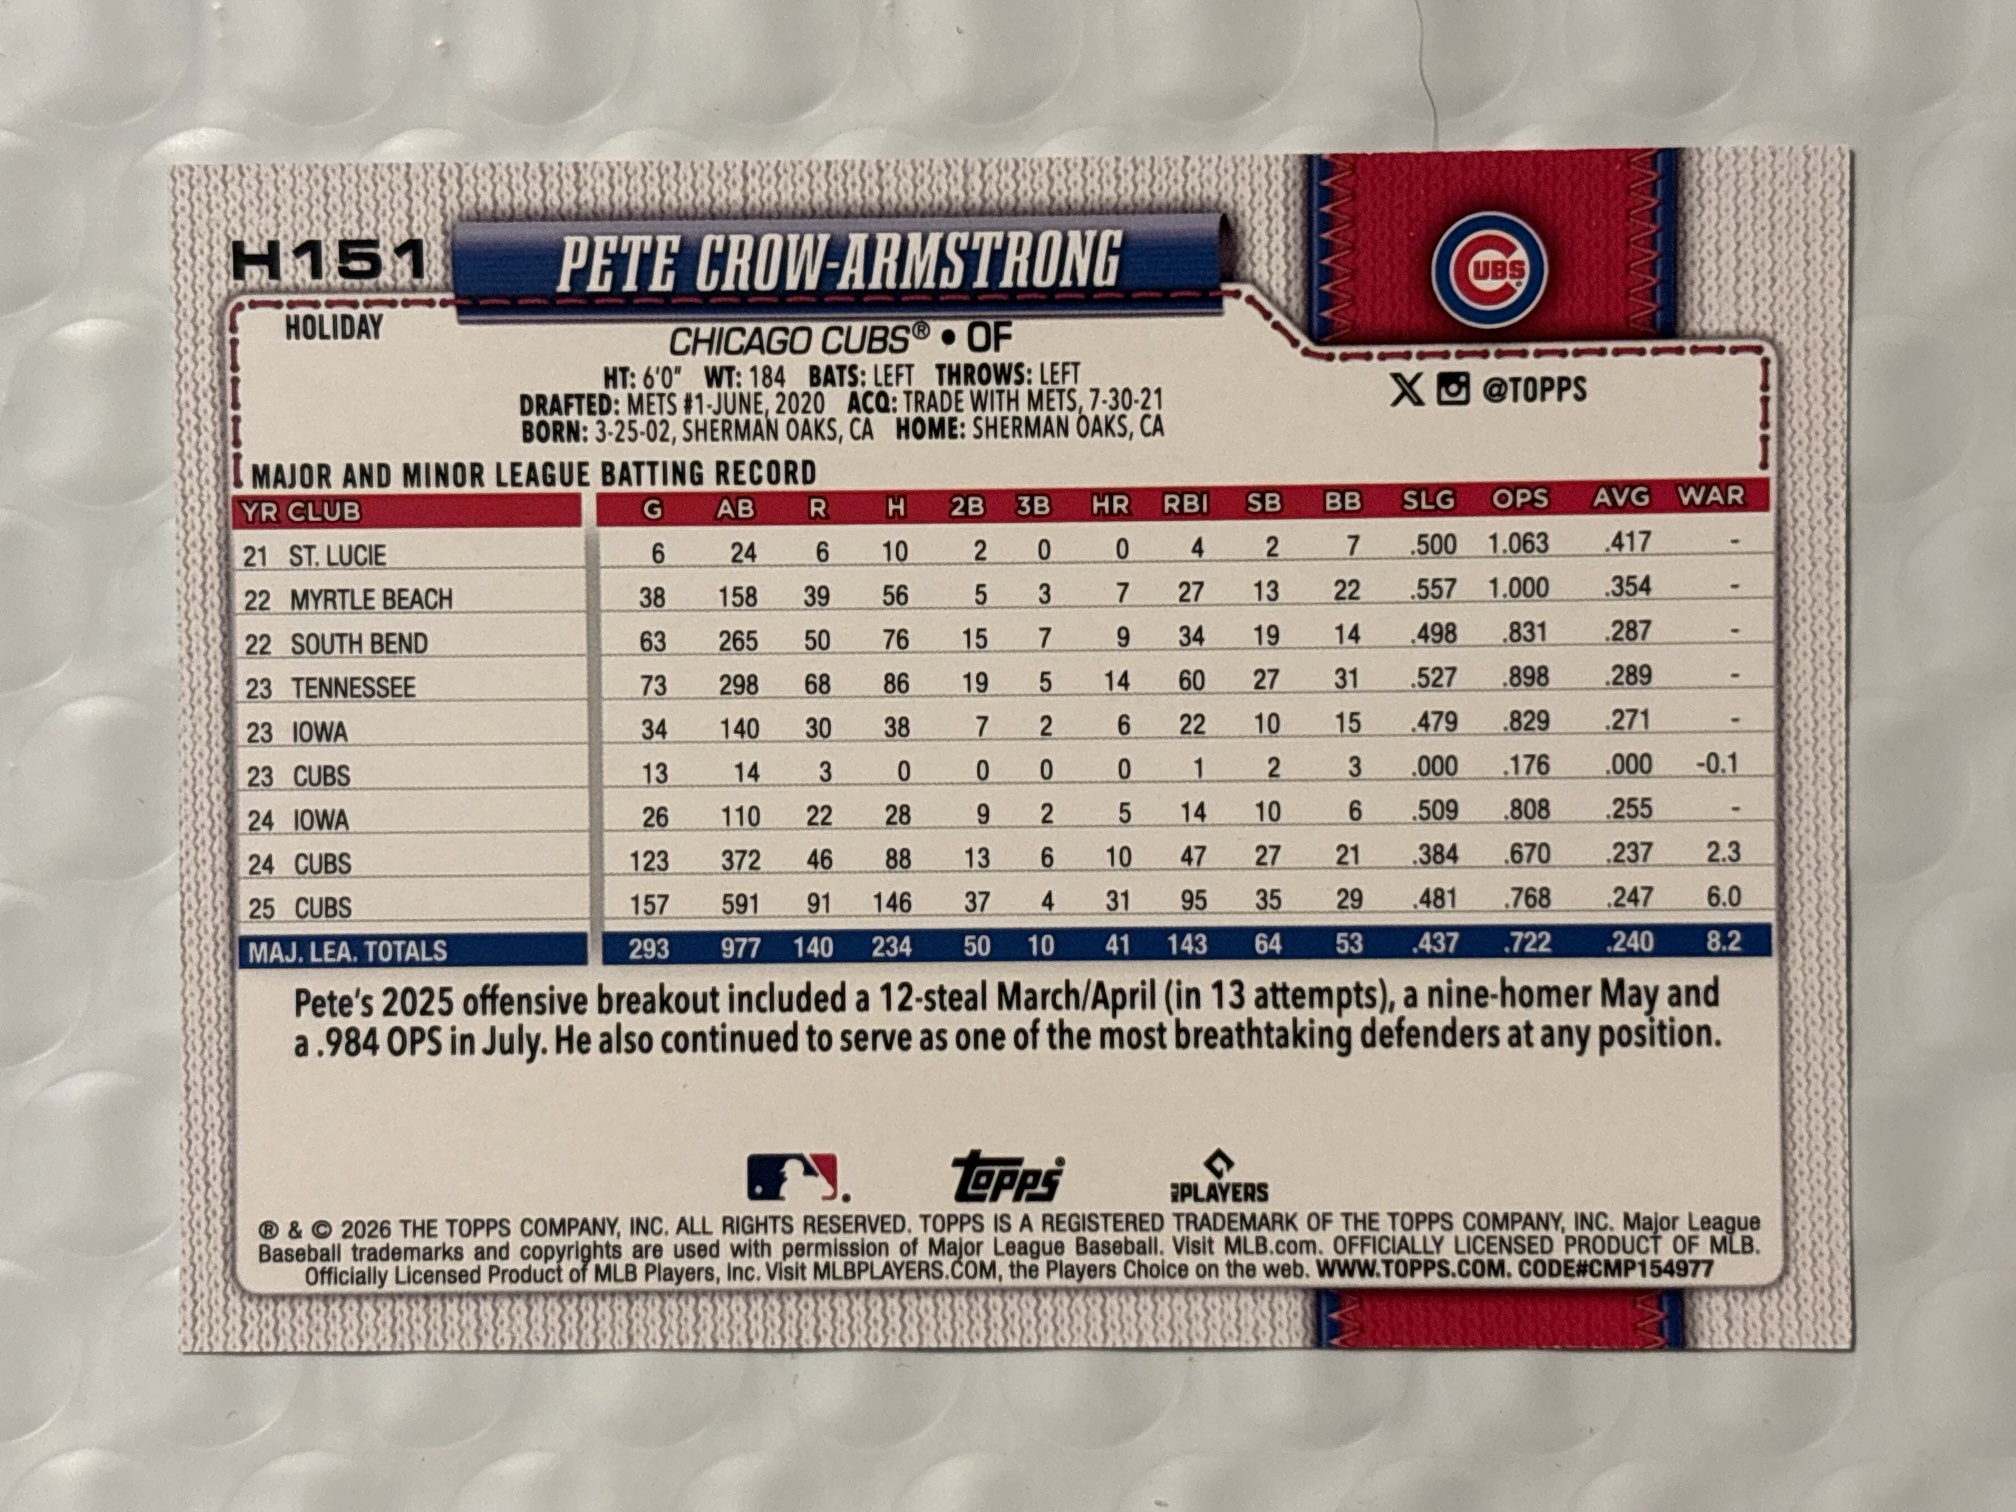 H151
PETE CROW-ARMSTRONG
CUBS
HOLIDAY
CHICAGO CUBS® • OF
HT: 6'0" WT: 184 BATS: LEFT THROWS: LEFT
DRAFTED: METS #1-JUNE, 2020 ACQ: TRADE WITH METS, 7-30-21
BORN: 3-25-02, SHERMAN OAKS, CA HOME: SHERMAN OAKS, CA
@TOPPS
MAJOR AND MINOR LEAGUE BATTING RECORD
YR CLUB G AB R H 2B 3B HR RBI SB BB SLG OPS AVG WAR
21 ST. LUCIE 6 24 6 10 2 0 0 4 2 7 .500 1.063 .417 -
22 MYRTLE BEACH 38 158 39 56 5 3 7 27 13 22 .557 1.000 .354 -
22 SOUTH BEND 63 265 50 76 15 7 9 34 19 14 .498 .831 .287 -
23 TENNESSEE 73 298 68 86 19 5 14 60 27 31 .527 .898 .289 -
23 IOWA 34 140 30 38 7 2 6 22 10 15 .479 .829 .271 -
23 CUBS 13 14 3 0 0 0 0 1 2 3 .000 .176 .000 -0.1
24 IOWA 26 110 22 28 9 2 5 14 10 6 .509 .808 .255 -
24 CUBS 123 372 46 88 13 6 10 47 27 21 .384 .670 .237 2.3
25 CUBS 157 591 91 146 37 4 31 95 35 29 .481 .768 .247 6.0
MAJ. LEA. TOTALS 293 977 140 234 50 10 41 143 64 53 .437 .722 .240 8.2
Pete's 2025 offensive breakout included a 12-steal March/April (in 13 attempts), a nine-homer May and
a .984 OPS in July. He also continued to serve as one of the most breathtaking defenders at any position.
topps® PLAYERS
® & © 2026 THE TOPPS COMPANY, INC. ALL RIGHTS RESERVED. TOPPS IS A REGISTERED TRADEMARK OF THE TOPPS COMPANY, INC. Major League
Baseball trademarks and copyrights are used with permission of Major League Baseball. Visit MLB.com. OFFICIALLY LICENSED PRODUCT OF MLB.
Officially Licensed Product of MLB Players, Inc. Visit MLBPLAYERS.COM, the Players Choice on the web. WWW.TOPPS.COM. CODE#CMP154977